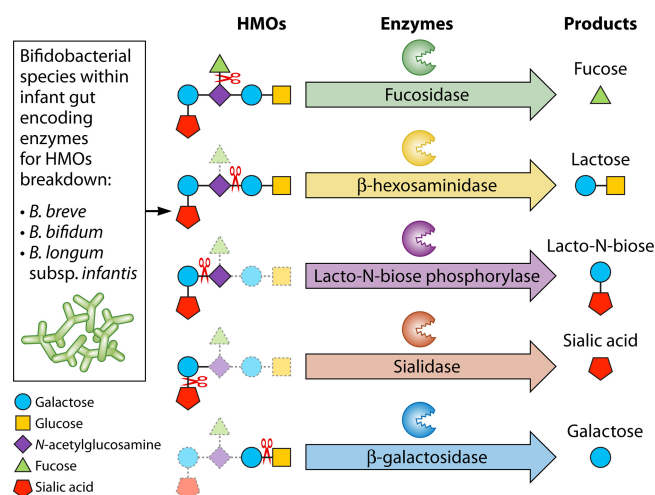 HMOs
Enzymes
Products
Bifidobacterial
species within
infant gut
encoding
enzymes
for HMOs
breakdown:
• B. breve
• B. bifidum
• B. longum
subsp. infantis
Galactose
Glucose
N-acetylglucosamine
Fucose
Sialic acid
Fucosidase
Fucose
β-hexosaminidase
Lactose
Lacto-N-biose phosphorylase
Lacto-N-biose
Sialidase
Sialic acid
β-galactosidase
Galactose